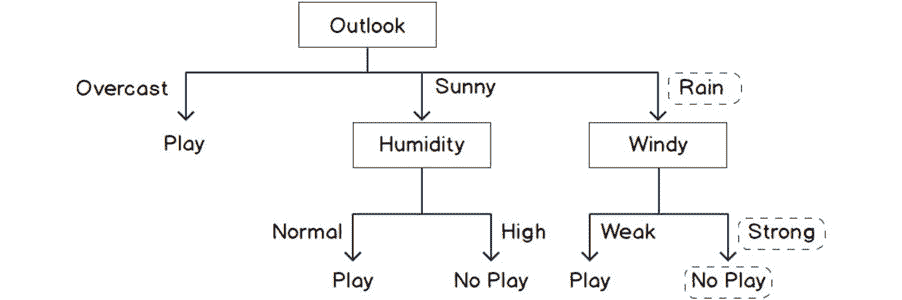 Outlook
Overcast
Sunny
Rain
Play
Humidity
Windy
Normal
High
Weak
Strong
Play
No Play
Play
No Play